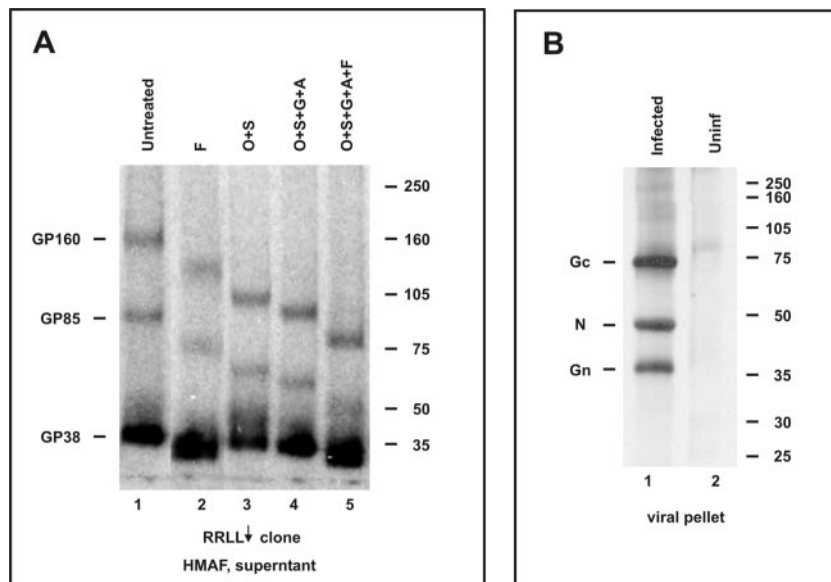 A
Untreated
F
O+S
O+S+G+A
O+S+G+A+F
250
GP160 – – 160
– 105
GP85 –
– 75
– 50
GP38 – – 35
1 2 3 4 5
RRLL↓ clone
HMAF, superntant
B
Infected
Uninf
– 250
– 160
– 105
Gc – – 75
– 50
N –
Gn – – 35
– 30
– 25
1 2
viral pellet